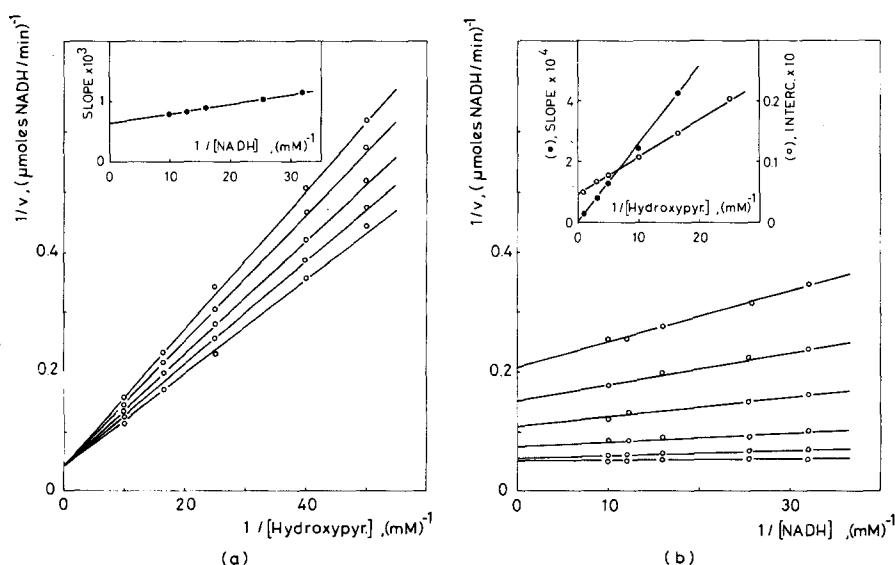 1/v, (μmoles NADH/min)⁻¹
0.4
0.2
0
SLOPE x10³
1
0
0
10
20
30
1/[NADH] ,(mM)⁻¹
0
20
40
60
1/[Hydroxypyr.] ,(mM)⁻¹
(a)
1/v, (μmoles NADH/min)⁻¹
0.4
0.2
0
(●), SLOPE x10⁻⁴
4
2
0
0
10
20
1/[Hydroxypyr.] ,(mM)⁻¹
0.2
0.1
0
(○), INTERC. x 10
0
10
20
30
1/[NADH] ,(mM)⁻¹
(b)